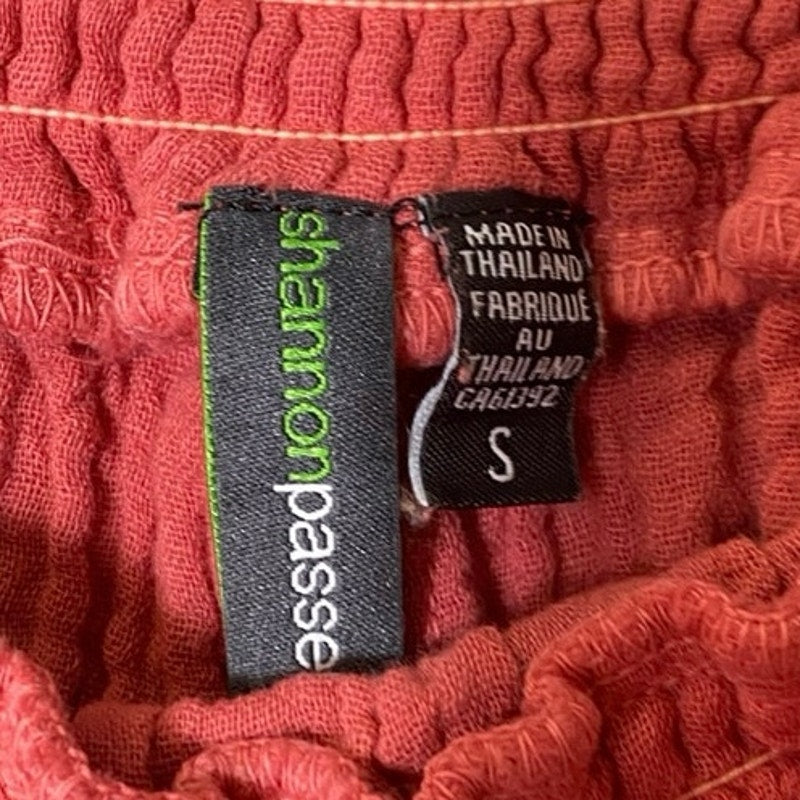 shannonpasse
MADE IN
THAILAND
FABRIQUÉ
AU
THAILAND
CA61392
S